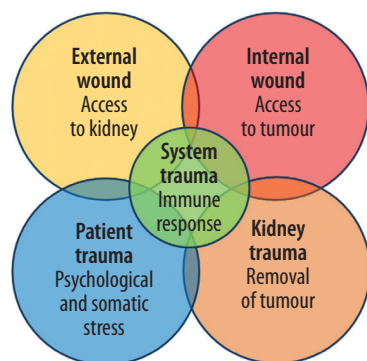 External
wound
Access
to kidney
Internal
wound
Access
to tumour
System
trauma
Immune
response
Patient
trauma
Psychological
and somatic
stress
Kidney
trauma
Removal
of tumour